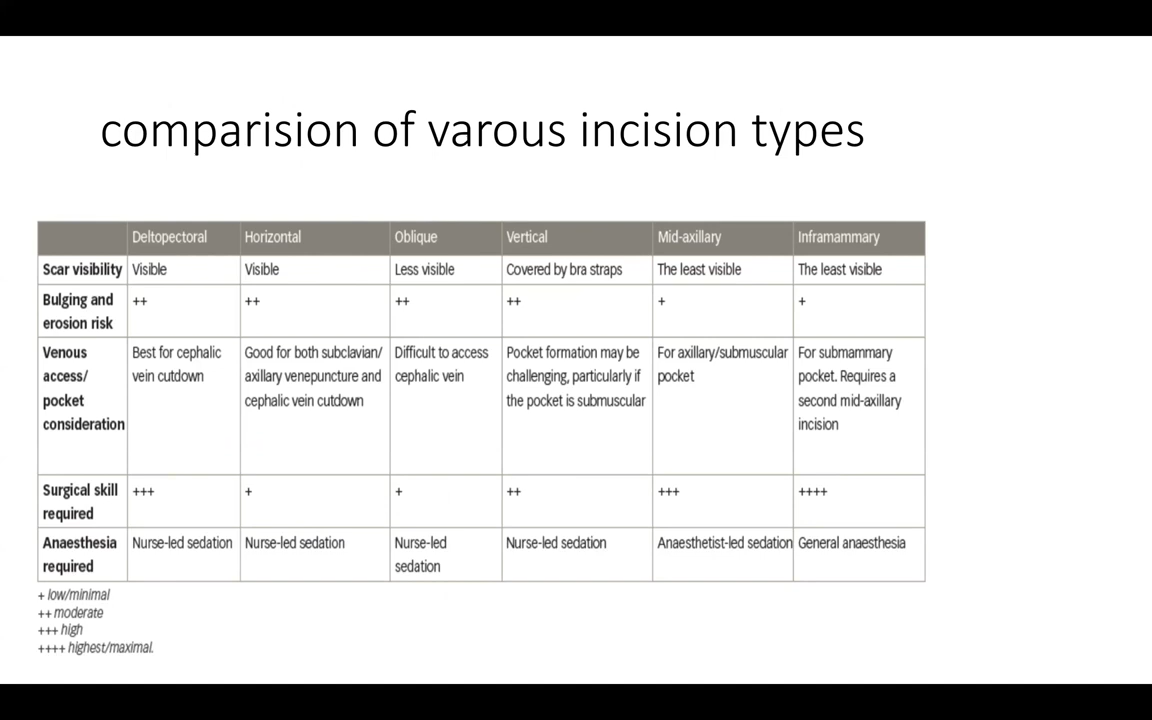 comparision of varous incision types
Deltopectoral Horizontal Oblique Vertical Mid-axillary Inframammary
Scar visibility Visible Visible Less visible Covered by bra straps The least visible The least visible
Bulging and ++ ++ ++ ++ + +
erosion risk
Venous Best for cephalic Good for both subclavian/ Difficult to access Pocket formation may be For axillary/submuscular For submammary
access/ vein cutdown axillary venepuncture and cephalic vein challenging, particularly if pocket pocket. Requires a
pocket cephalic vein cutdown the pocket is submuscular second mid-axillary
consideration incision
Surgical skill +++ + + ++ +++ ++++
required
Anaesthesia Nurse-led sedation Nurse-led sedation Nurse-led Nurse-led sedation Anaesthetist-led sedation General anaesthesia
required sedation
+ low/minimal
++ moderate
+++ high
++++ highest/maximal.